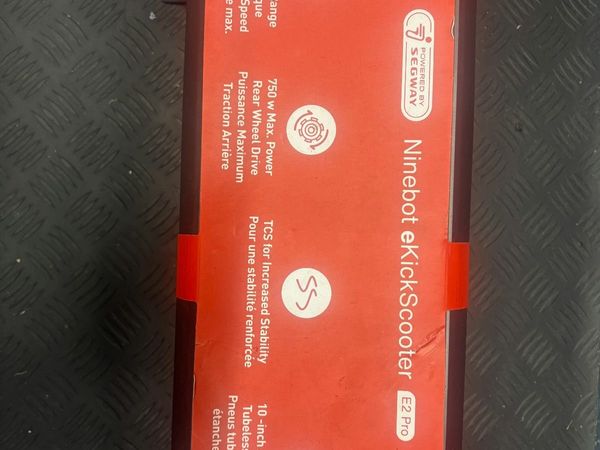 POWERED BY
SEGWAY
Ninebot eKickScooter E2 Pro
ange
que
Speed
e max.
750 w Max. Power
Rear Wheel Drive
Puissance Maximum
Traction Arrière
TCS for Increased Stability
Pour une stabilité renforcée
10 -inch
Tubeles
Pneus tub
étanche